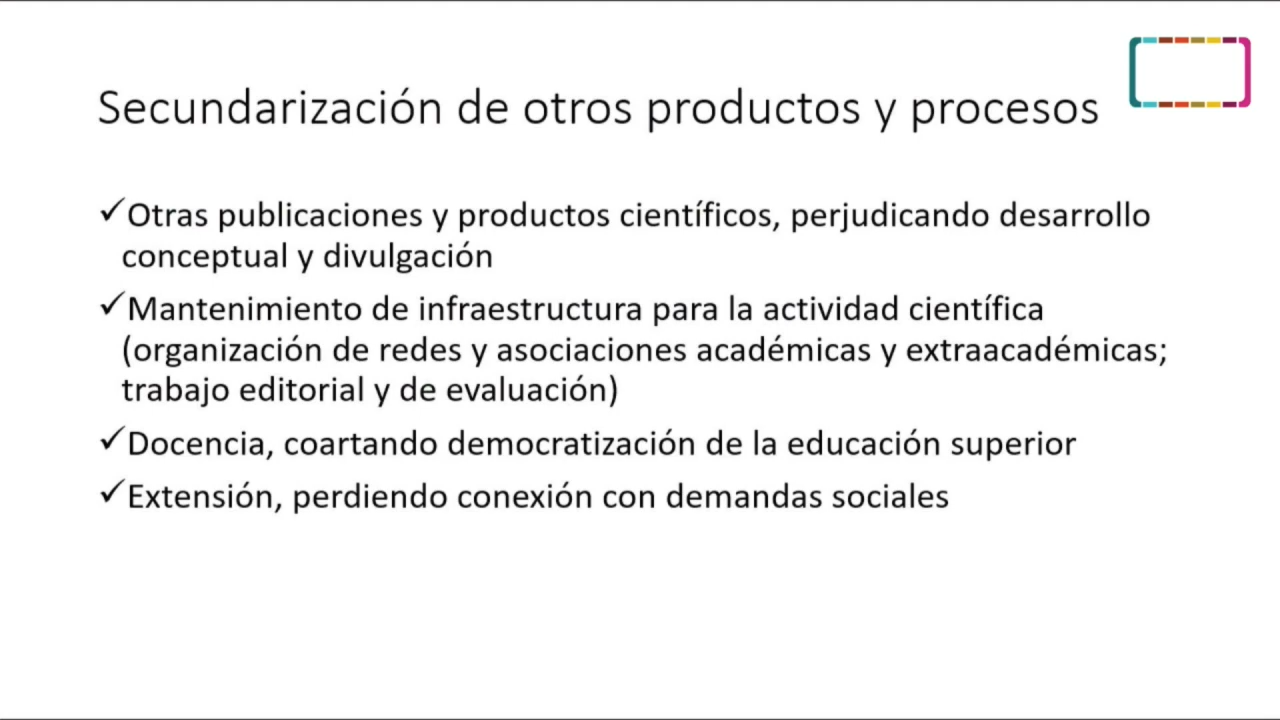 Secundarización de otros productos y procesos
✓Otras publicaciones y productos científicos, perjudicando desarrollo
conceptual y divulgación
✓Mantenimiento de infraestructura para la actividad científica
(organización de redes y asociaciones académicas y extraacadémicas;
trabajo editorial y de evaluación)
✓Docencia, coartando democratización de la educación superior
✓Extensión, perdiendo conexión con demandas sociales